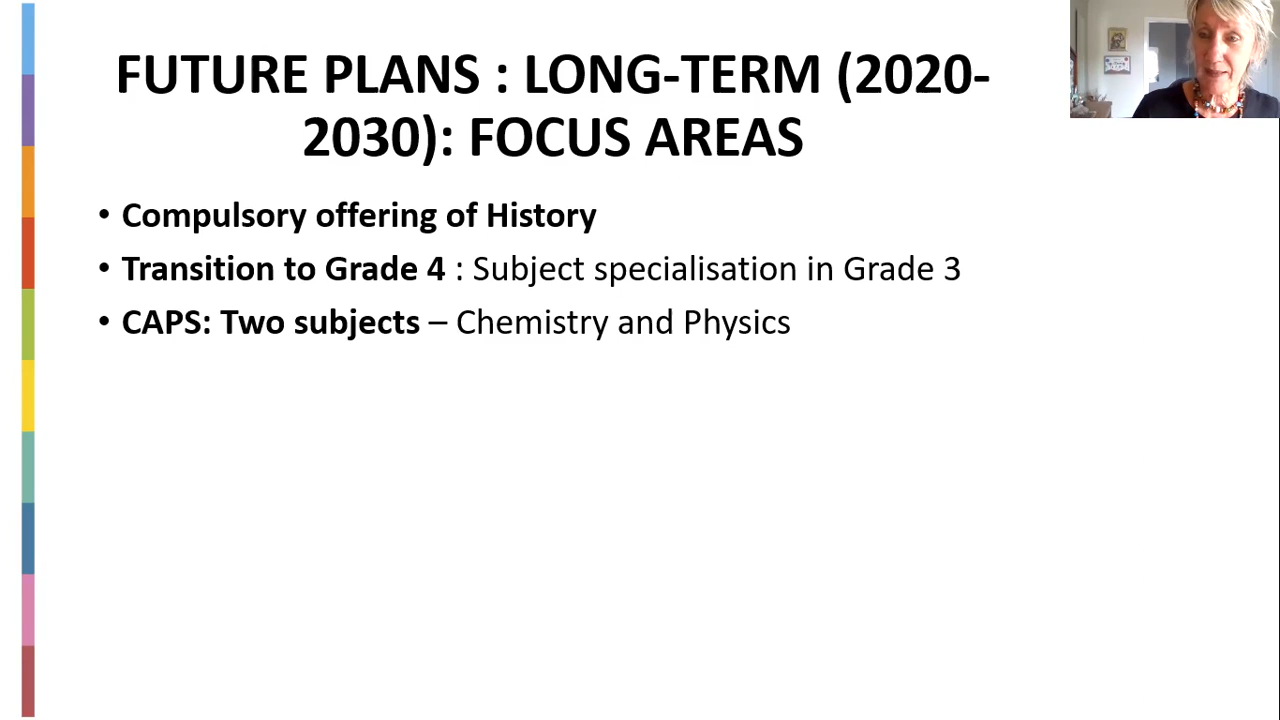 FUTURE PLANS : LONG-TERM (2020-
2030): FOCUS AREAS
• Compulsory offering of History
• Transition to Grade 4 : Subject specialisation in Grade 3
• CAPS: Two subjects – Chemistry and Physics